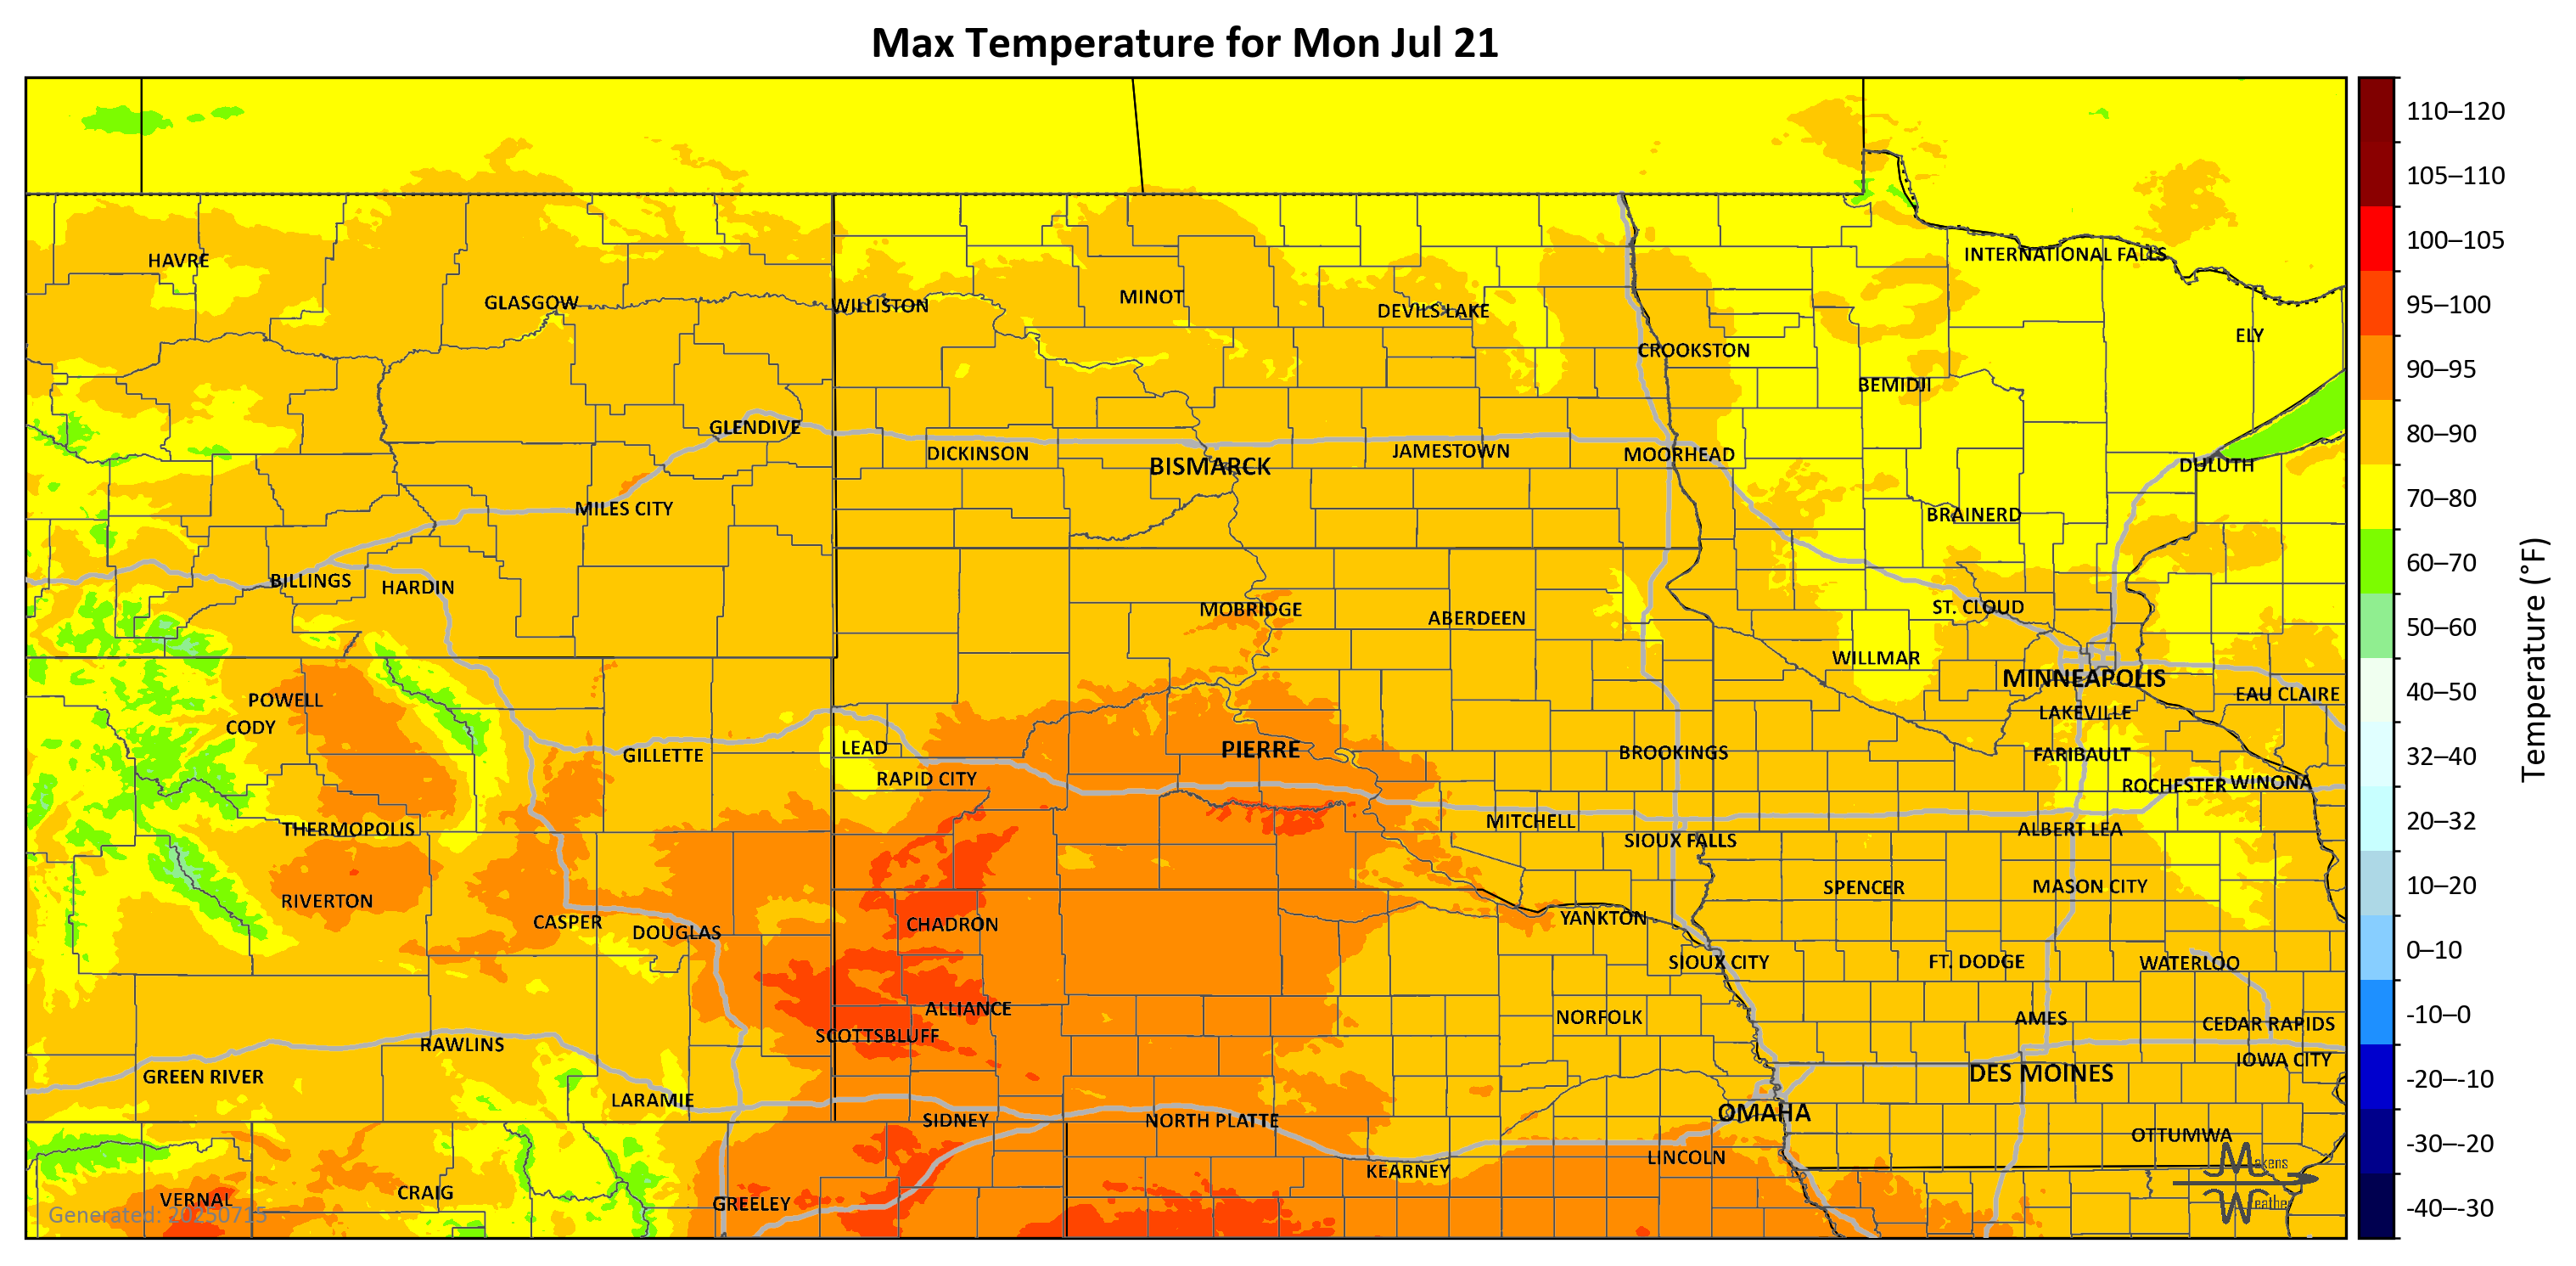 Max Temperature for Mon Jul 21
110–120
105–110
100–105
95–100
90–95
80–90
70–80
60–70
50–60
40–50
32–40
20–32
10–20
0–10
-10–0
-20–-10
-30–-20
-40–-30
Temperature (°F)
HAVRE
INTERNATIONAL FALLS
GLASGOW
WILLISTON
MINOT
DEVILS LAKE
ELY
CROOKSTON
BEMIDJI
GLENDIVE
DICKINSON
BISMARCK
JAMESTOWN
MOORHEAD
DULUTH
MILES CITY
BRAINERD
BILLINGS
HARDIN
MOBRIDGE
ABERDEEN
ST. CLOUD
WILLMAR
MINNEAPOLIS
EAU CLAIRE
POWELL
CODY
LAKEVILLE
GILLETTE
LEAD
PIERRE
BROOKINGS
FARIBAULT
RAPID CITY
ROCHESTER
WINONA
THERMOPOLIS
MITCHELL
SIOUX FALLS
ALBERT LEA
RIVERTON
SPENCER
MASON CITY
CASPER
DOUGLAS
CHADRON
YANKTON
SIOUX CITY
FT. DODGE
WATERLOO
ALLIANCE
SCOTTSBLUFF
NORFOLK
AMES
CEDAR RAPIDS
RAWLINS
IOWA CITY
GREEN RIVER
DES MOINES
LARAMIE
SIDNEY
NORTH PLATTE
OMAHA
OTTUMWA
LINCOLN
KEARNEY
VERNAL
CRAIG
GREELEY
Generated: 20250715
Makens
Weather